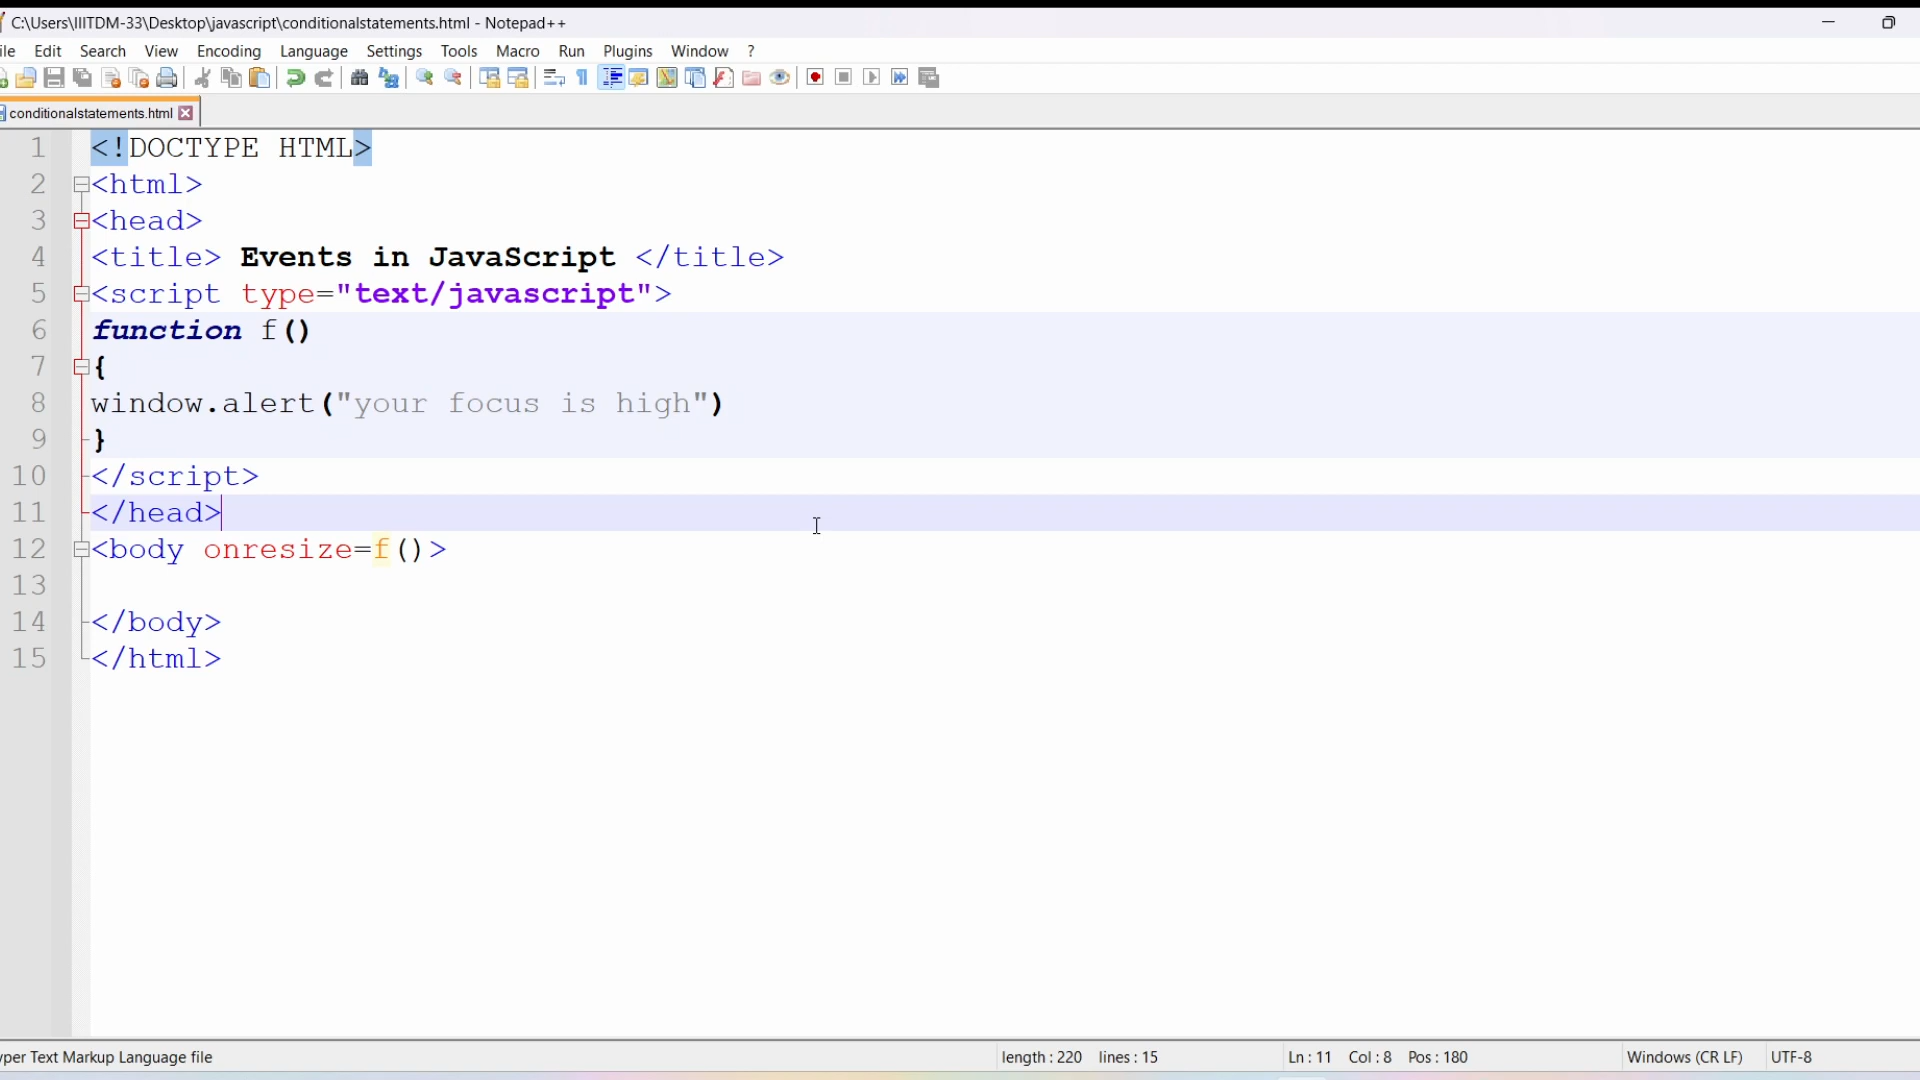 C:\Users\IIITDM-33\Desktop\javascript\conditionalstatements.html - Notepad++
ile Edit Search View Encoding Language Settings Tools Macro Run Plugins Window ?
conditionalstatements.html
1 <!DOCTYPE HTML>
2 <html>
3 <head>
4 <title> Events in JavaScript </title>
5 <script type="text/javascript">
6 function f()
7 {
8 window.alert("your focus is high")
9 }
10 </script>
11 </head>
12 <body onresize=f()>
13
14 </body>
15 </html>
yper Text Markup Language file length : 220 lines : 15 Ln : 11 Col : 8 Pos : 180 Windows (CR LF) UTF-8